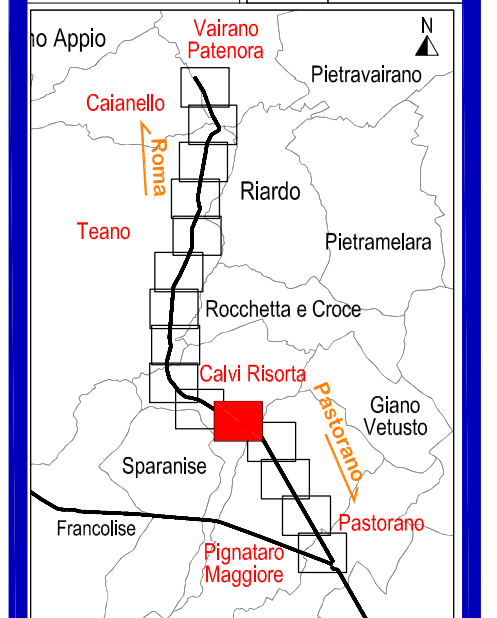 Vairano
Patenora
N
no Appio
Pietravairano
Caianello
Roma
Riardo
Teano
Pietramelara
Rocchetta e Croce
Calvi Risorta
Pastorano
Giano
Vetusto
Sparanise
Francolise
Pastorano
Pignataro
Maggiore